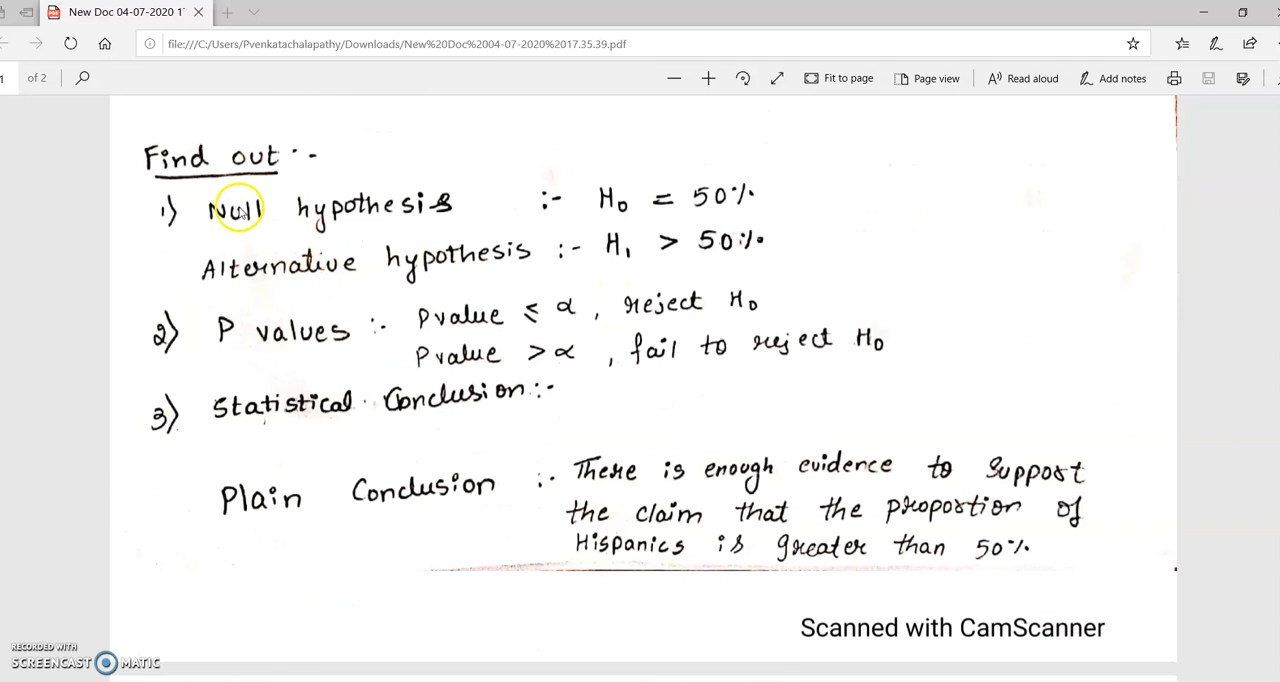 New Doc 04-07-2020 1
file:///C:/Users/Pvenkatachalapathy/Downloads/New%20Doc%2004-07-2020%2017.35.39.pdf
1 of 2 Fit to page Page view Read aloud Add notes
Find out :-
1) Null hypothesis :- H0 = 50%
Alternative hypothesis :- H1 > 50%
2) P values :- Pvalue ≤ α, reject H0
Pvalue > α, fail to reject H0
3) Statistical Conclusion :-
Plain Conclusion :- There is enough evidence to support
the claim that the proportion of
Hispanics is greater than 50%
Scanned with CamScanner
RECORDED WITH
SCREENCAST MATIC